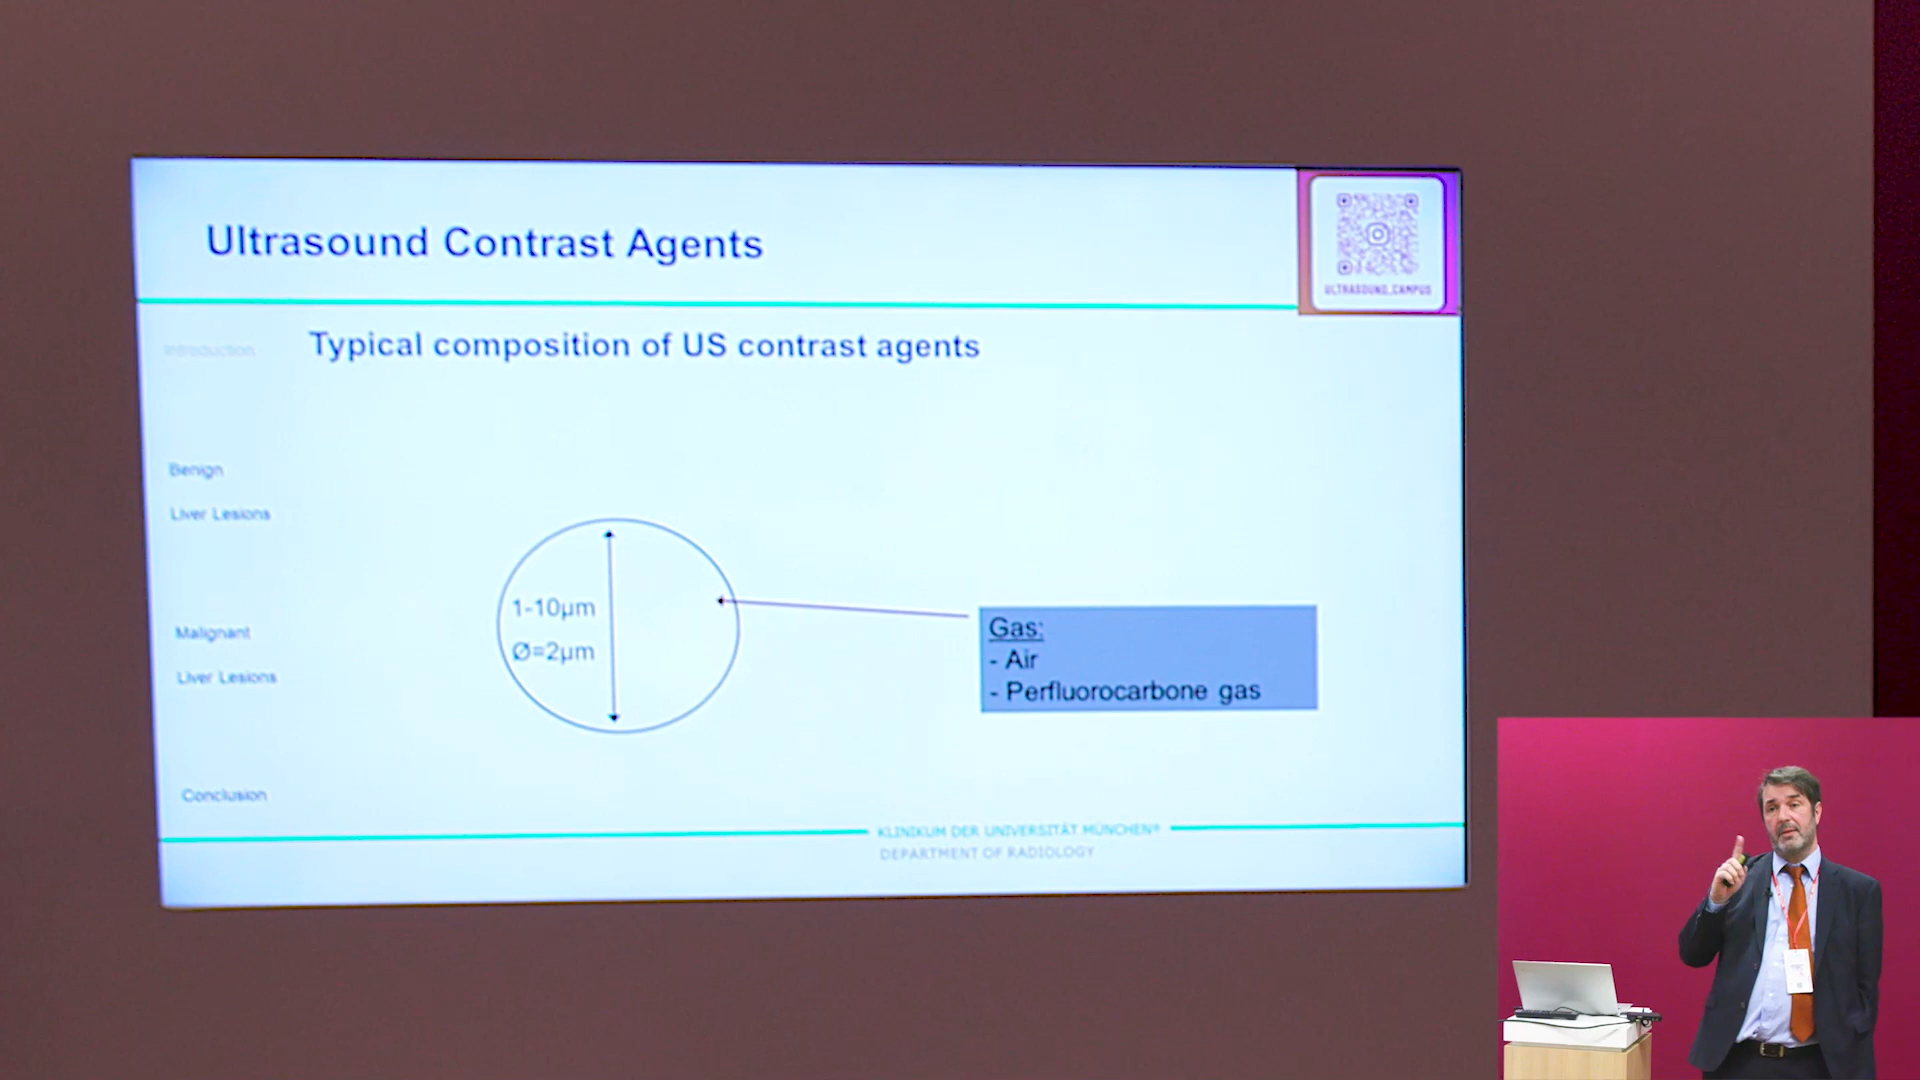 Ultrasound Contrast Agents
ULTRASOUND_CAMPUS
Introduction
Typical composition of US contrast agents
Benign
Liver Lesions
1-10µm
Ø=2µm
Gas:
- Air
- Perfluorocarbone gas
Malignant
Liver Lesions
Conclusion
KLINIKUM DER UNIVERSITÄT MÜNCHEN®
DEPARTMENT OF RADIOLOGY